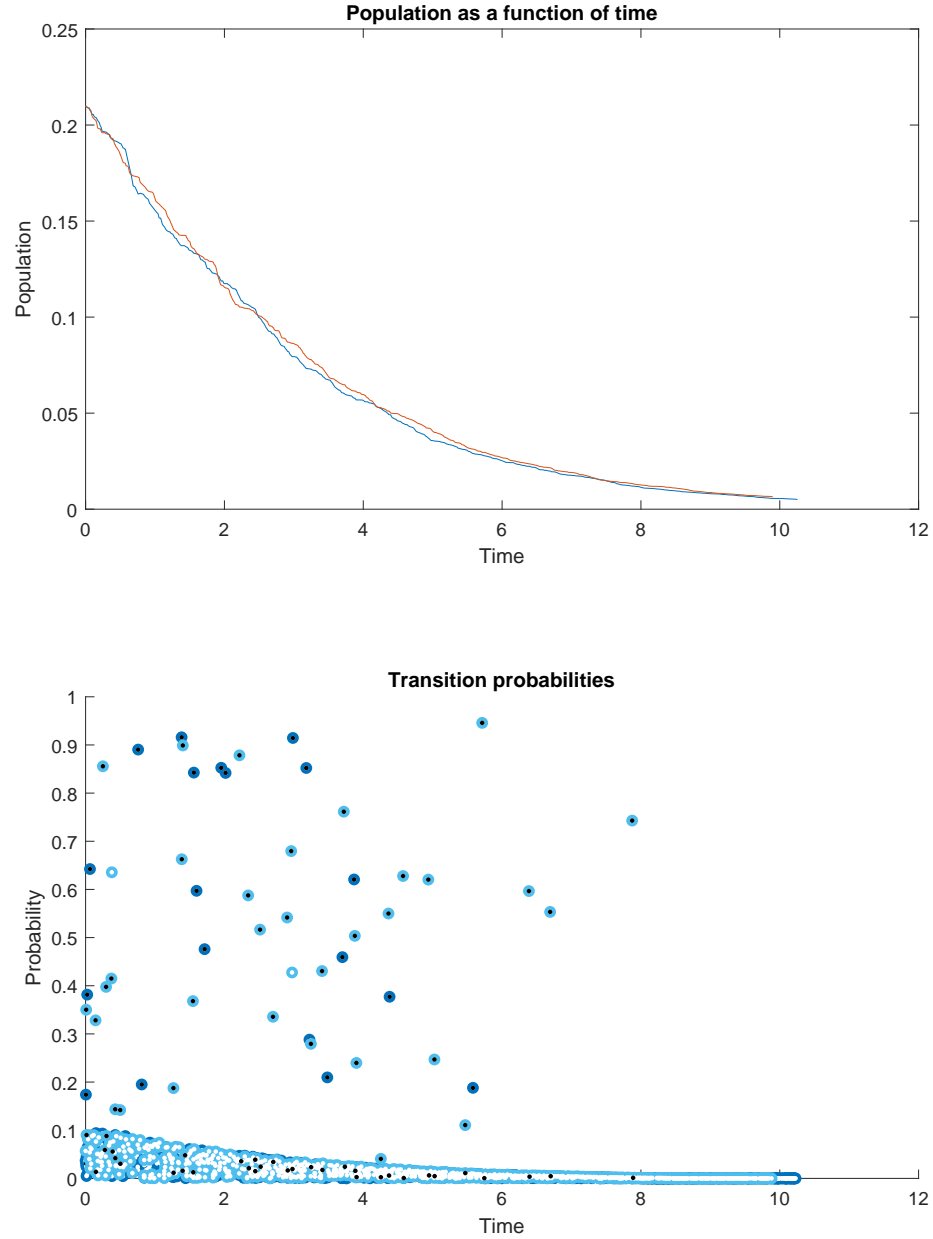 Population as a function of time
0.25
0.2
0.15
0.1
0.05
0
Population
0 2 4 6 8 10 12
Time
Transition probabilities
1
0.9
0.8
0.7
0.6
0.5
0.4
0.3
0.2
0.1
0
Probability
0 2 4 6 8 10 12
Time